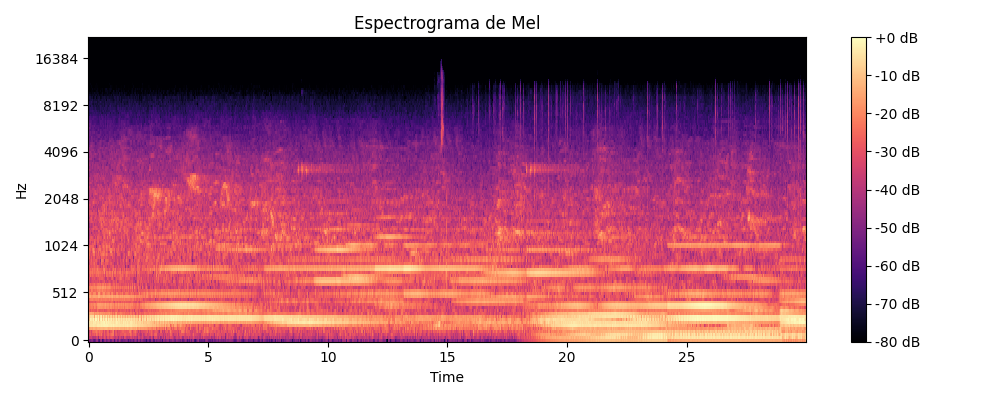 Espectrograma de Mel
Hz
16384
8192
4096
2048
1024
512
0
0 5 10 15 20 25
Time
+0 dB
-10 dB
-20 dB
-30 dB
-40 dB
-50 dB
-60 dB
-70 dB
-80 dB